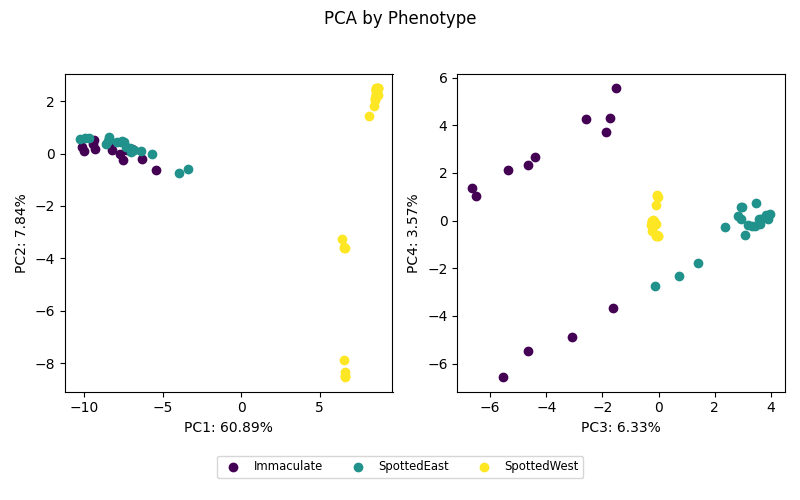 PCA by Phenotype
PC2: 7.84%
2
0
−2
−4
−6
−8
−10
−5
0
5
PC1: 60.89%
PC4: 3.57%
6
4
2
0
−2
−4
−6
−6
−4
−2
0
2
4
PC3: 6.33%
Immaculate
SpottedEast
SpottedWest